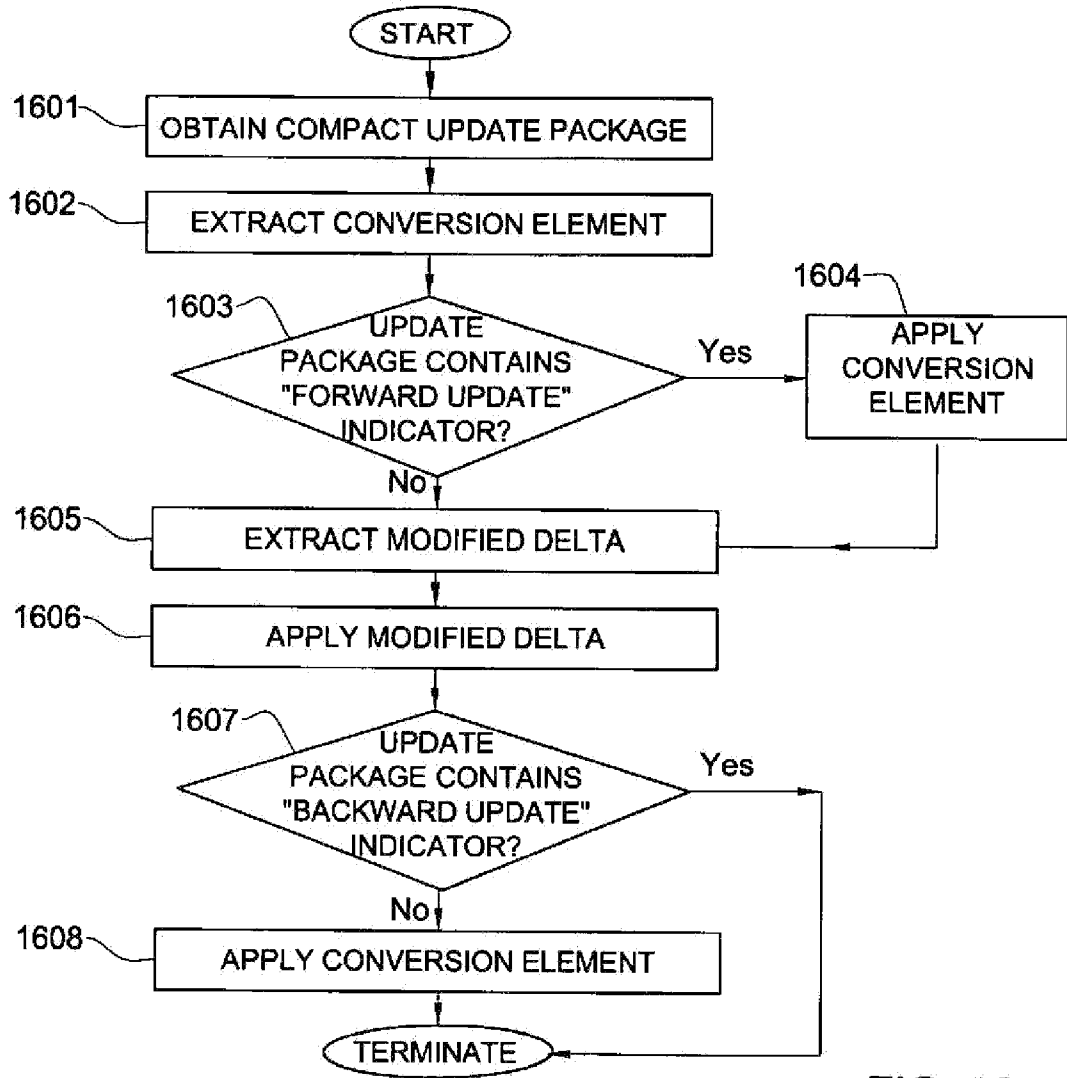 START
1601
OBTAIN COMPACT UPDATE PACKAGE
1602
EXTRACT CONVERSION ELEMENT
1603
UPDATE
PACKAGE CONTAINS
"FORWARD UPDATE"
INDICATOR?
Yes
1604
APPLY
CONVERSION
ELEMENT
No
1605
EXTRACT MODIFIED DELTA
1606
APPLY MODIFIED DELTA
1607
UPDATE
PACKAGE CONTAINS
"BACKWARD UPDATE"
INDICATOR?
Yes
No
1608
APPLY CONVERSION ELEMENT
TERMINATE